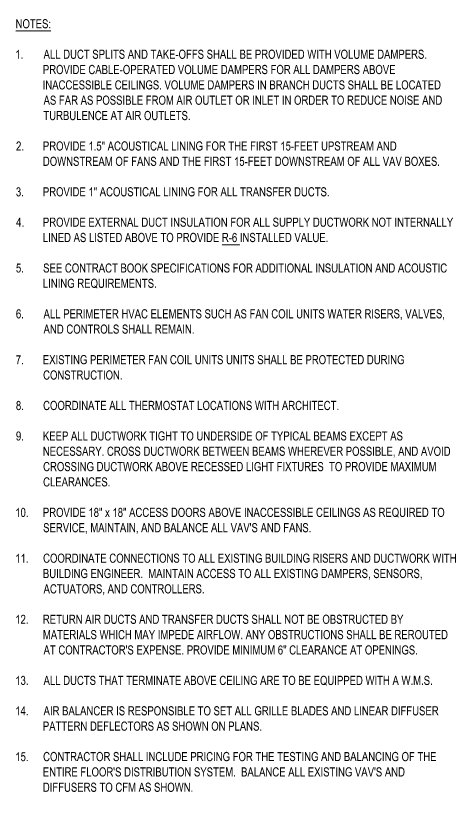 NOTES:
1. ALL DUCT SPLITS AND TAKE-OFFS SHALL BE PROVIDED WITH VOLUME DAMPERS.
PROVIDE CABLE-OPERATED VOLUME DAMPERS FOR ALL DAMPERS ABOVE
INACCESSIBLE CEILINGS. VOLUME DAMPERS IN BRANCH DUCTS SHALL BE LOCATED
AS FAR AS POSSIBLE FROM AIR OUTLET OR INLET IN ORDER TO REDUCE NOISE AND
TURBULENCE AT AIR OUTLETS.
2. PROVIDE 1.5" ACOUSTICAL LINING FOR THE FIRST 15-FEET UPSTREAM AND
DOWNSTREAM OF FANS AND THE FIRST 15-FEET DOWNSTREAM OF ALL VAV BOXES.
3. PROVIDE 1" ACOUSTICAL LINING FOR ALL TRANSFER DUCTS.
4. PROVIDE EXTERNAL DUCT INSULATION FOR ALL SUPPLY DUCTWORK NOT INTERNALLY
LINED AS LISTED ABOVE TO PROVIDE R-6 INSTALLED VALUE.
5. SEE CONTRACT BOOK SPECIFICATIONS FOR ADDITIONAL INSULATION AND ACOUSTIC
LINING REQUIREMENTS.
6. ALL PERIMETER HVAC ELEMENTS SUCH AS FAN COIL UNITS WATER RISERS, VALVES,
AND CONTROLS SHALL REMAIN.
7. EXISTING PERIMETER FAN COIL UNITS UNITS SHALL BE PROTECTED DURING
CONSTRUCTION.
8. COORDINATE ALL THERMOSTAT LOCATIONS WITH ARCHITECT.
9. KEEP ALL DUCTWORK TIGHT TO UNDERSIDE OF TYPICAL BEAMS EXCEPT AS
NECESSARY. CROSS DUCTWORK BETWEEN BEAMS WHEREVER POSSIBLE, AND AVOID
CROSSING DUCTWORK ABOVE RECESSED LIGHT FIXTURES TO PROVIDE MAXIMUM
CLEARANCES.
10. PROVIDE 18" x 18" ACCESS DOORS ABOVE INACCESSIBLE CEILINGS AS REQUIRED TO
SERVICE, MAINTAIN, AND BALANCE ALL VAV'S AND FANS.
11. COORDINATE CONNECTIONS TO ALL EXISTING BUILDING RISERS AND DUCTWORK WITH
BUILDING ENGINEER. MAINTAIN ACCESS TO ALL EXISTING DAMPERS, SENSORS,
ACTUATORS, AND CONTROLLERS.
12. RETURN AIR DUCTS AND TRANSFER DUCTS SHALL NOT BE OBSTRUCTED BY
MATERIALS WHICH MAY IMPEDE AIRFLOW. ANY OBSTRUCTIONS SHALL BE REROUTED
AT CONTRACTOR'S EXPENSE. PROVIDE MINIMUM 6" CLEARANCE AT OPENINGS.
13. ALL DUCTS THAT TERMINATE ABOVE CEILING ARE TO BE EQUIPPED WITH A W.M.S.
14. AIR BALANCER IS RESPONSIBLE TO SET ALL GRILLE BLADES AND LINEAR DIFFUSER
PATTERN DEFLECTORS AS SHOWN ON PLANS.
15. CONTRACTOR SHALL INCLUDE PRICING FOR THE TESTING AND BALANCING OF THE
ENTIRE FLOOR'S DISTRIBUTION SYSTEM. BALANCE ALL EXISTING VAV'S AND
DIFFUSERS TO CFM AS SHOWN.